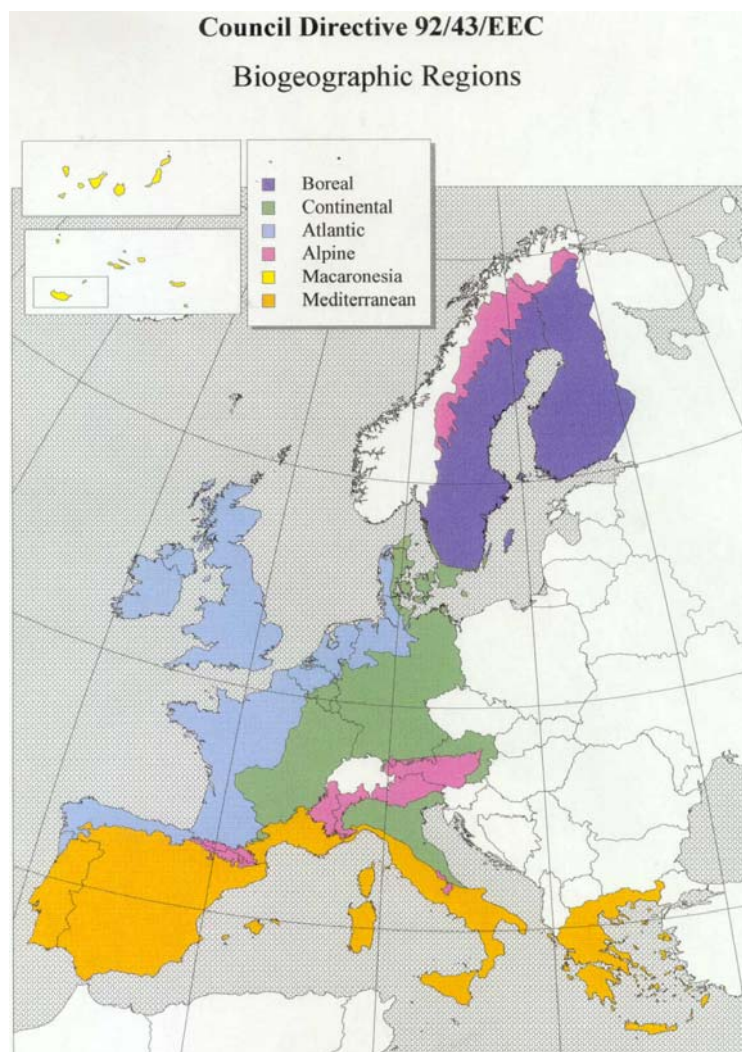 Council Directive 92/43/EEC
Biogeographic Regions
Boreal
Continental
Atlantic
Alpine
Macaronesia
Mediterranean